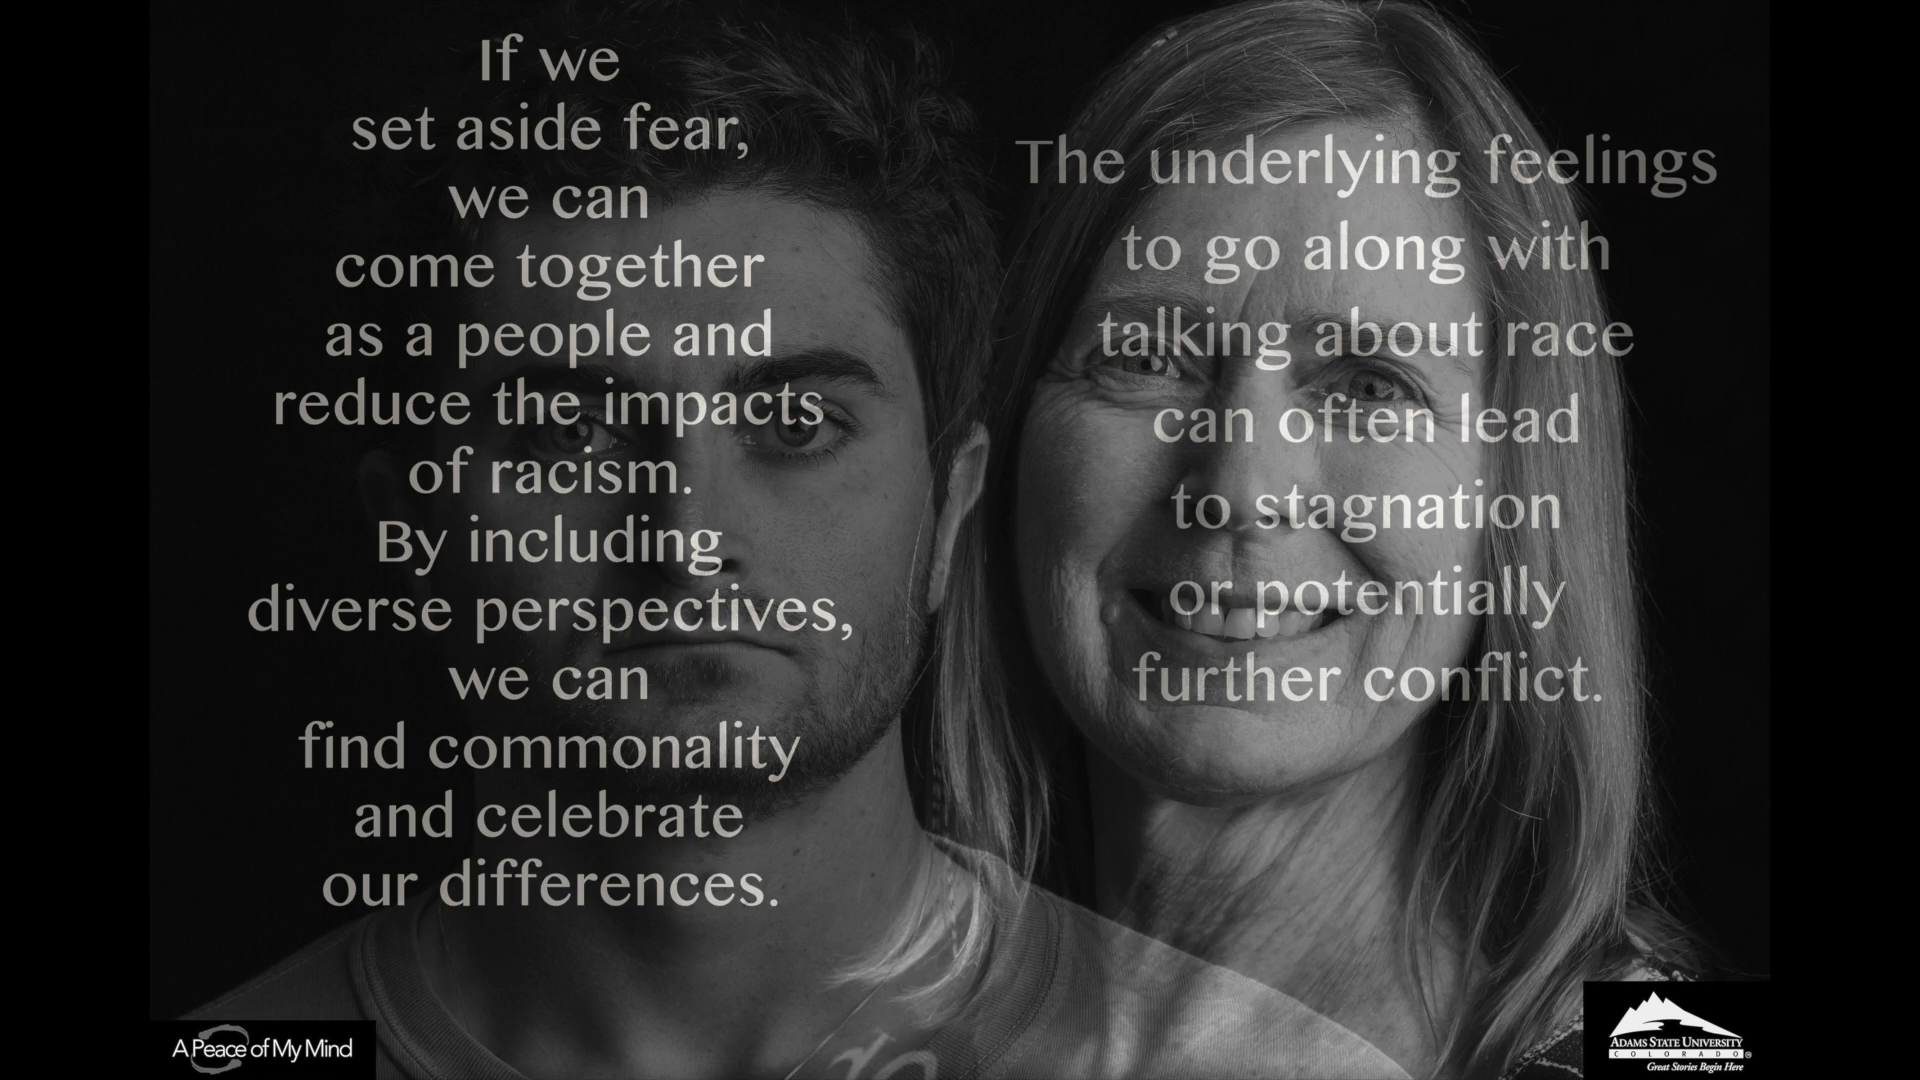 If we
set aside fear,
we can
come together
as a people and
reduce the impacts
of racism.
By including
diverse perspectives,
we can
find commonality
and celebrate
our differences.
The underlying feelings
to go along with
talking about race
can often lead
to stagnation
or potentially
further conflict.
A Peace of My Mind
ADAMS STATE UNIVERSITY
COLORADO
Great Stories Begin Here